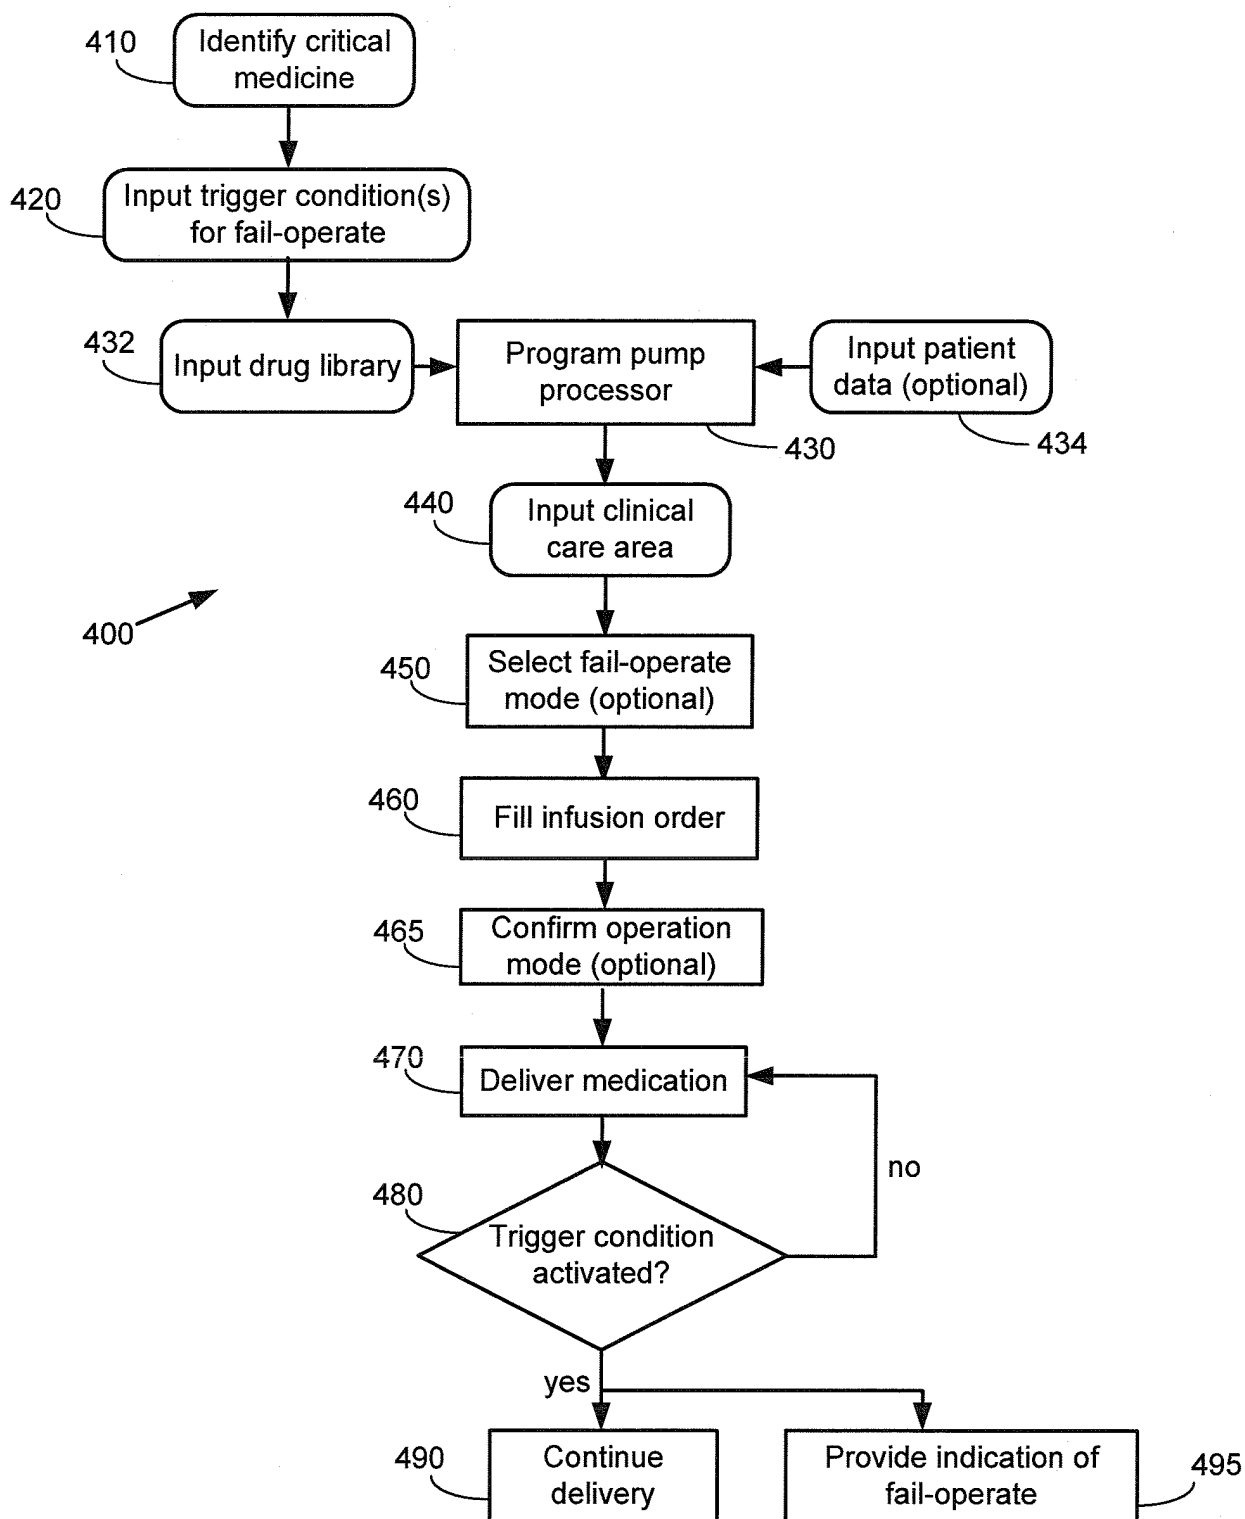 410
Identify critical
medicine
420
Input trigger condition(s)
for fail-operate
432
Input drug library
Program pump
processor
430
Input patient
data (optional)
434
440
Input clinical
care area
400
450
Select fail-operate
mode (optional)
460
Fill infusion order
465
Confirm operation
mode (optional)
470
Deliver medication
no
480
Trigger condition
activated?
yes
490
Continue
delivery
Provide indication of
fail-operate
495